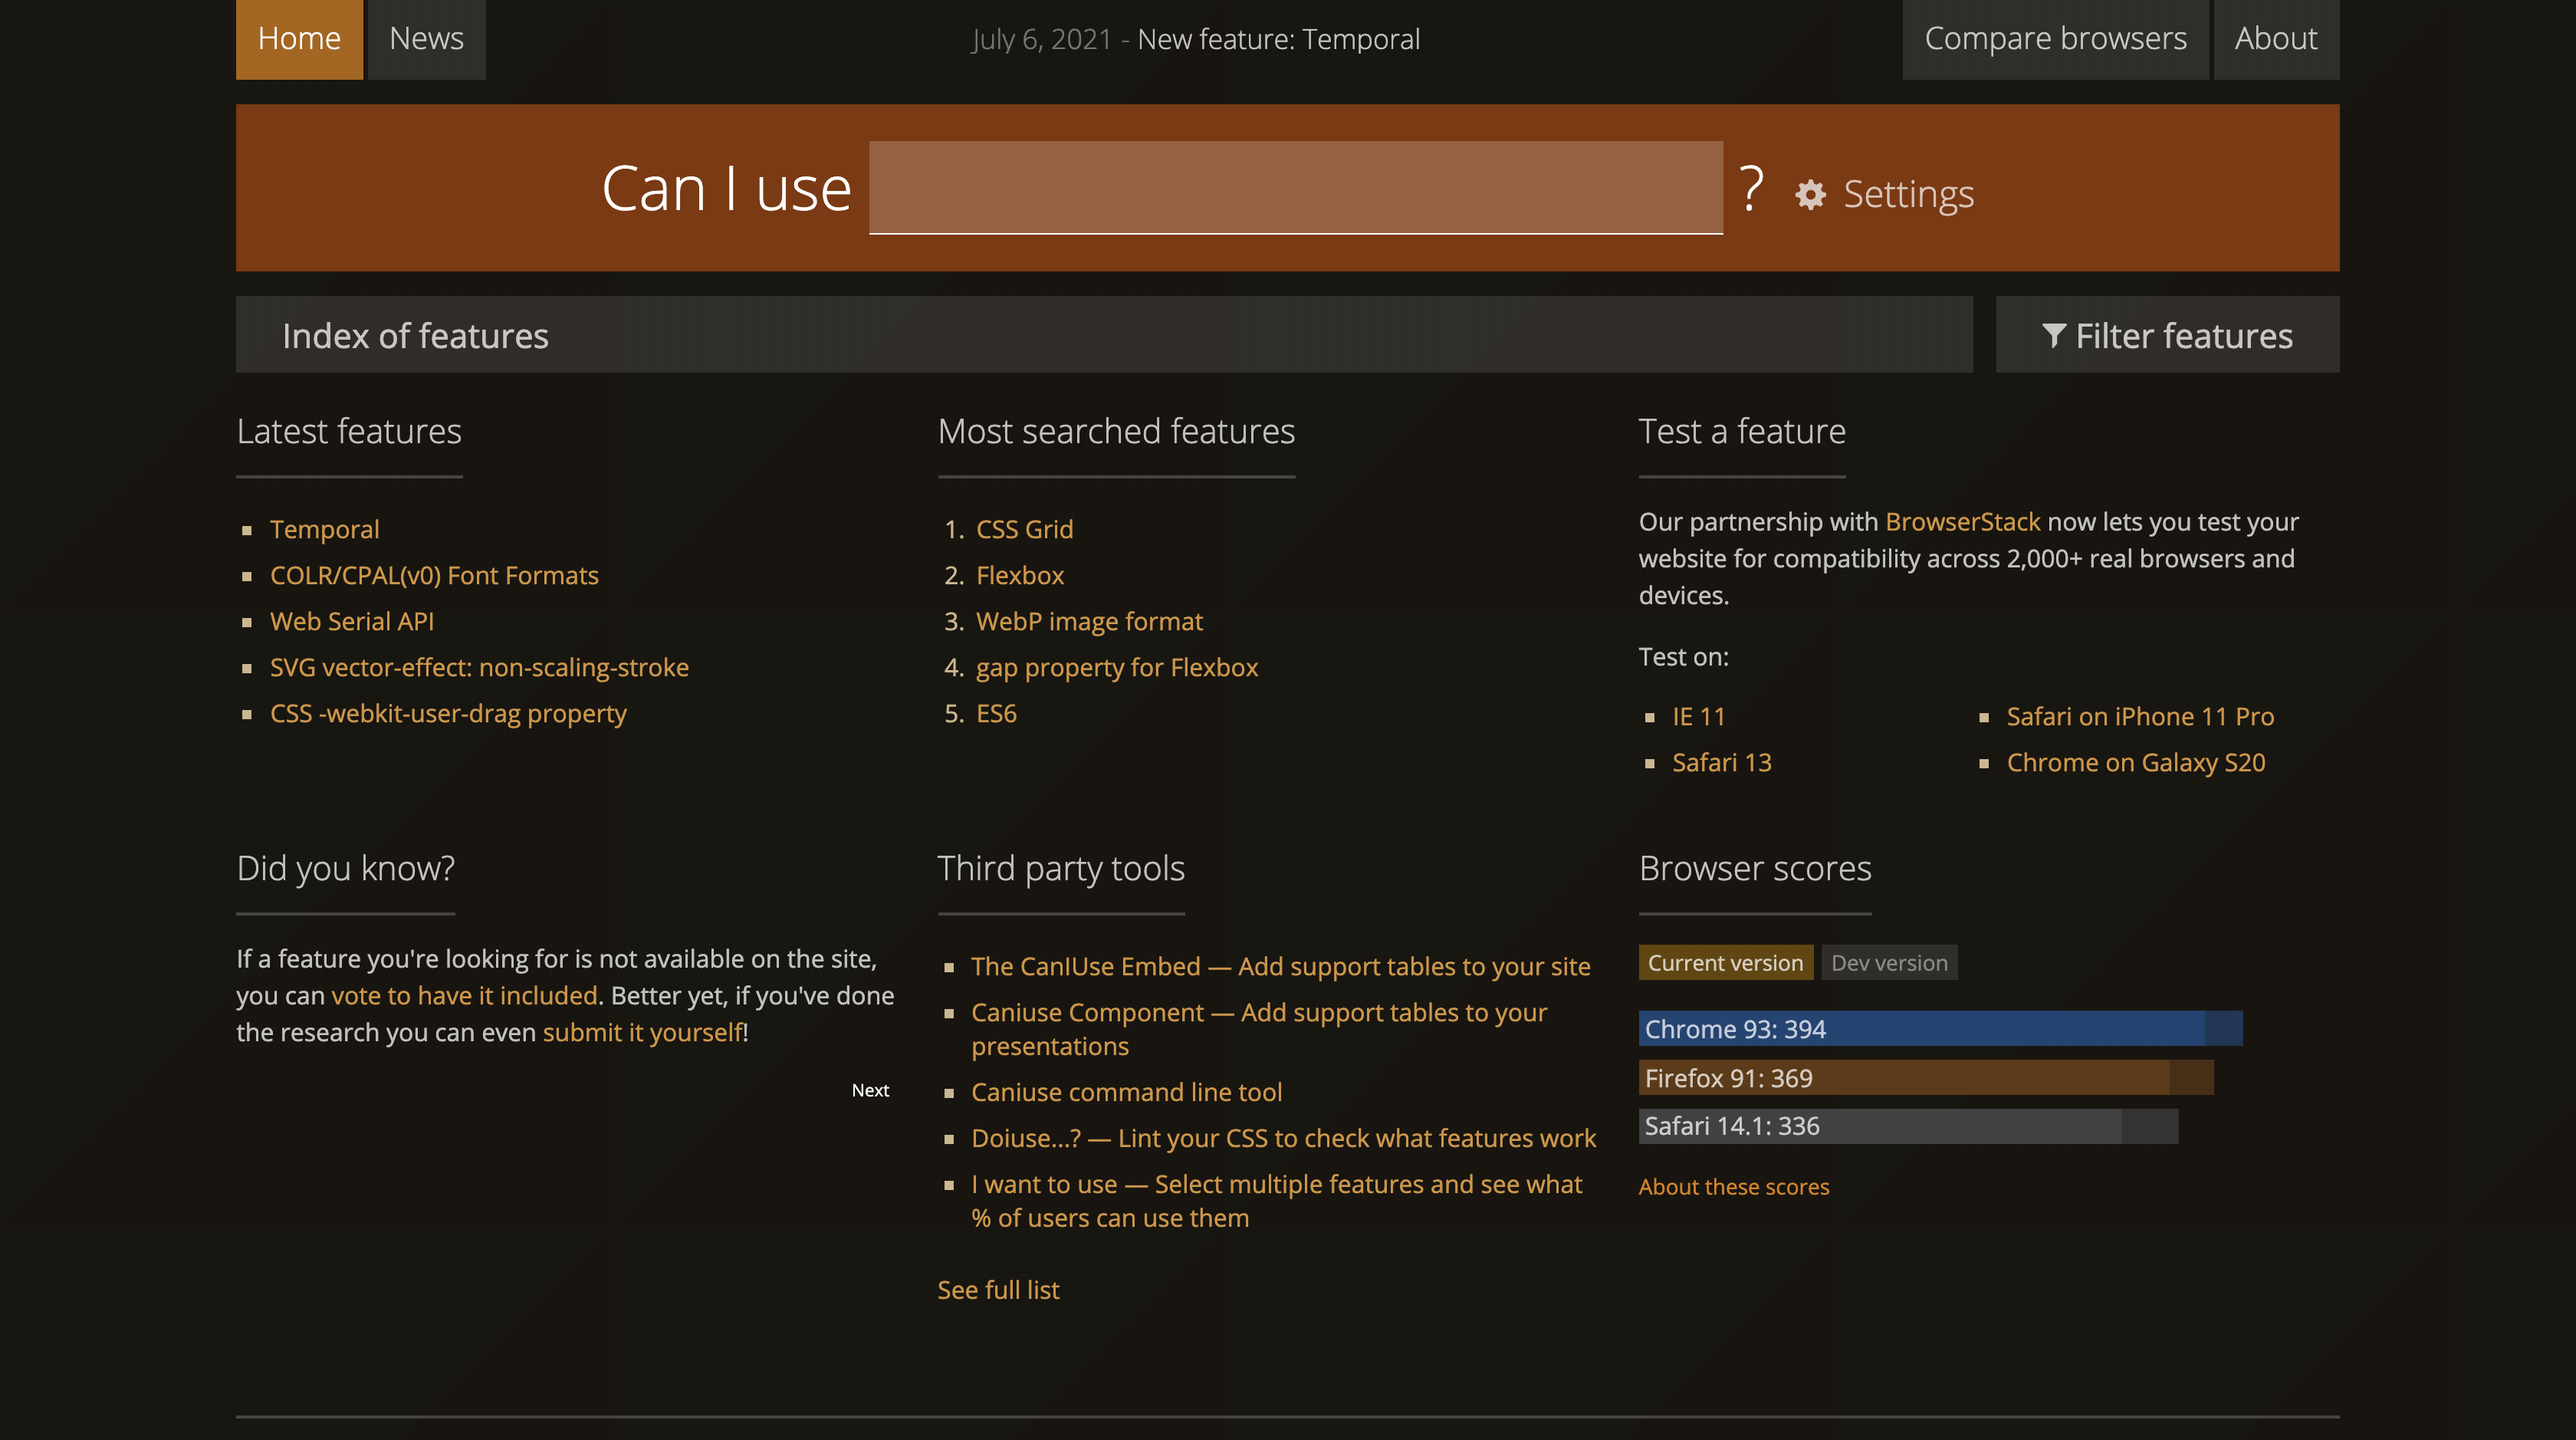 Home
News
July 6, 2021 - New feature: Temporal
Compare browsers
About
Can I use
?
Settings
Index of features
Filter features
Latest features
Temporal
COLR/CPAL(v0) Font Formats
Web Serial API
SVG vector-effect: non-scaling-stroke
CSS -webkit-user-drag property
Most searched features
1. CSS Grid
2. Flexbox
3. WebP image format
4. gap property for Flexbox
5. ES6
Test a feature
Our partnership with BrowserStack now lets you test your
website for compatibility across 2,000+ real browsers and
devices.
Test on:
IE 11
Safari 13
Safari on iPhone 11 Pro
Chrome on Galaxy S20
Did you know?
If a feature you're looking for is not available on the site,
you can vote to have it included. Better yet, if you've done
the research you can even submit it yourself!
Next
Third party tools
The CanIUse Embed — Add support tables to your site
Caniuse Component — Add support tables to your
presentations
Caniuse command line tool
Doiuse...? — Lint your CSS to check what features work
I want to use — Select multiple features and see what
% of users can use them
See full list
Browser scores
Current version
Dev version
Chrome 93: 394
Firefox 91: 369
Safari 14.1: 336
About these scores